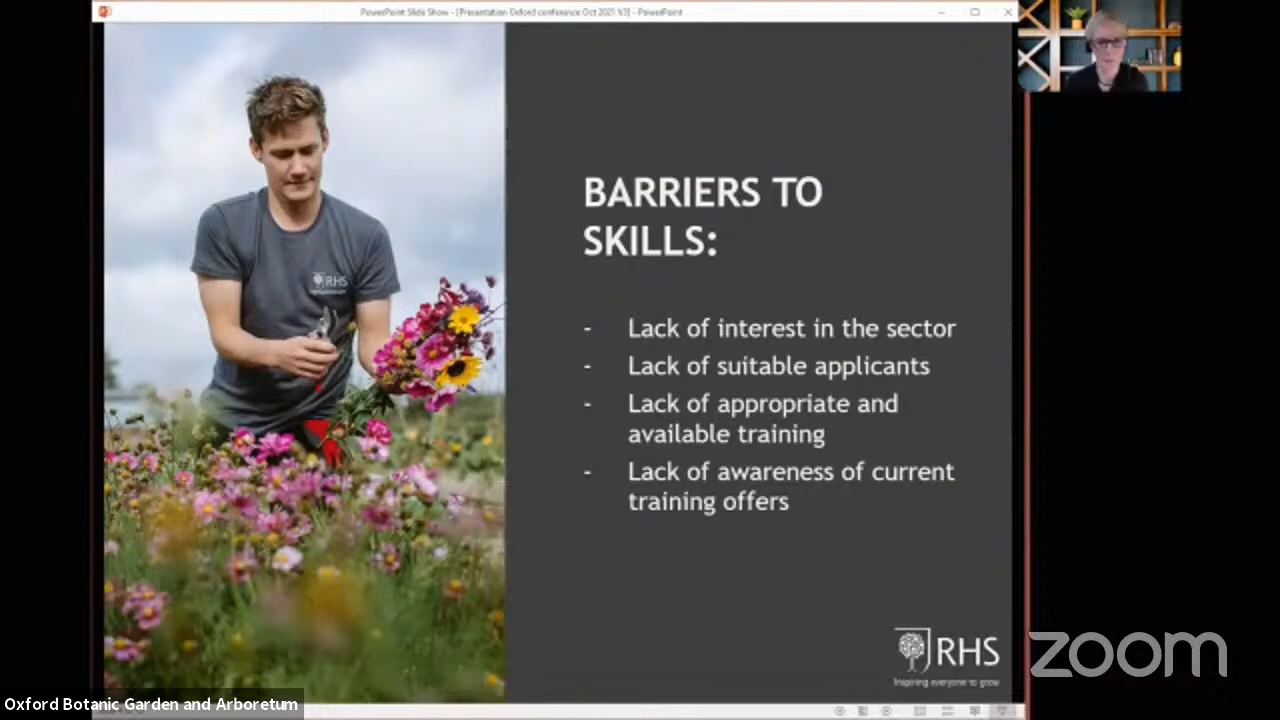 PowerPoint Slide Show - [Presentation Oxford conference Oct 2021 V3] - PowerPoint
RHS
BARRIERS TO
SKILLS:
- Lack of interest in the sector
- Lack of suitable applicants
- Lack of appropriate and
available training
- Lack of awareness of current
training offers
RHS
Inspiring everyone to grow
zoom
Oxford Botanic Garden and Arboretum